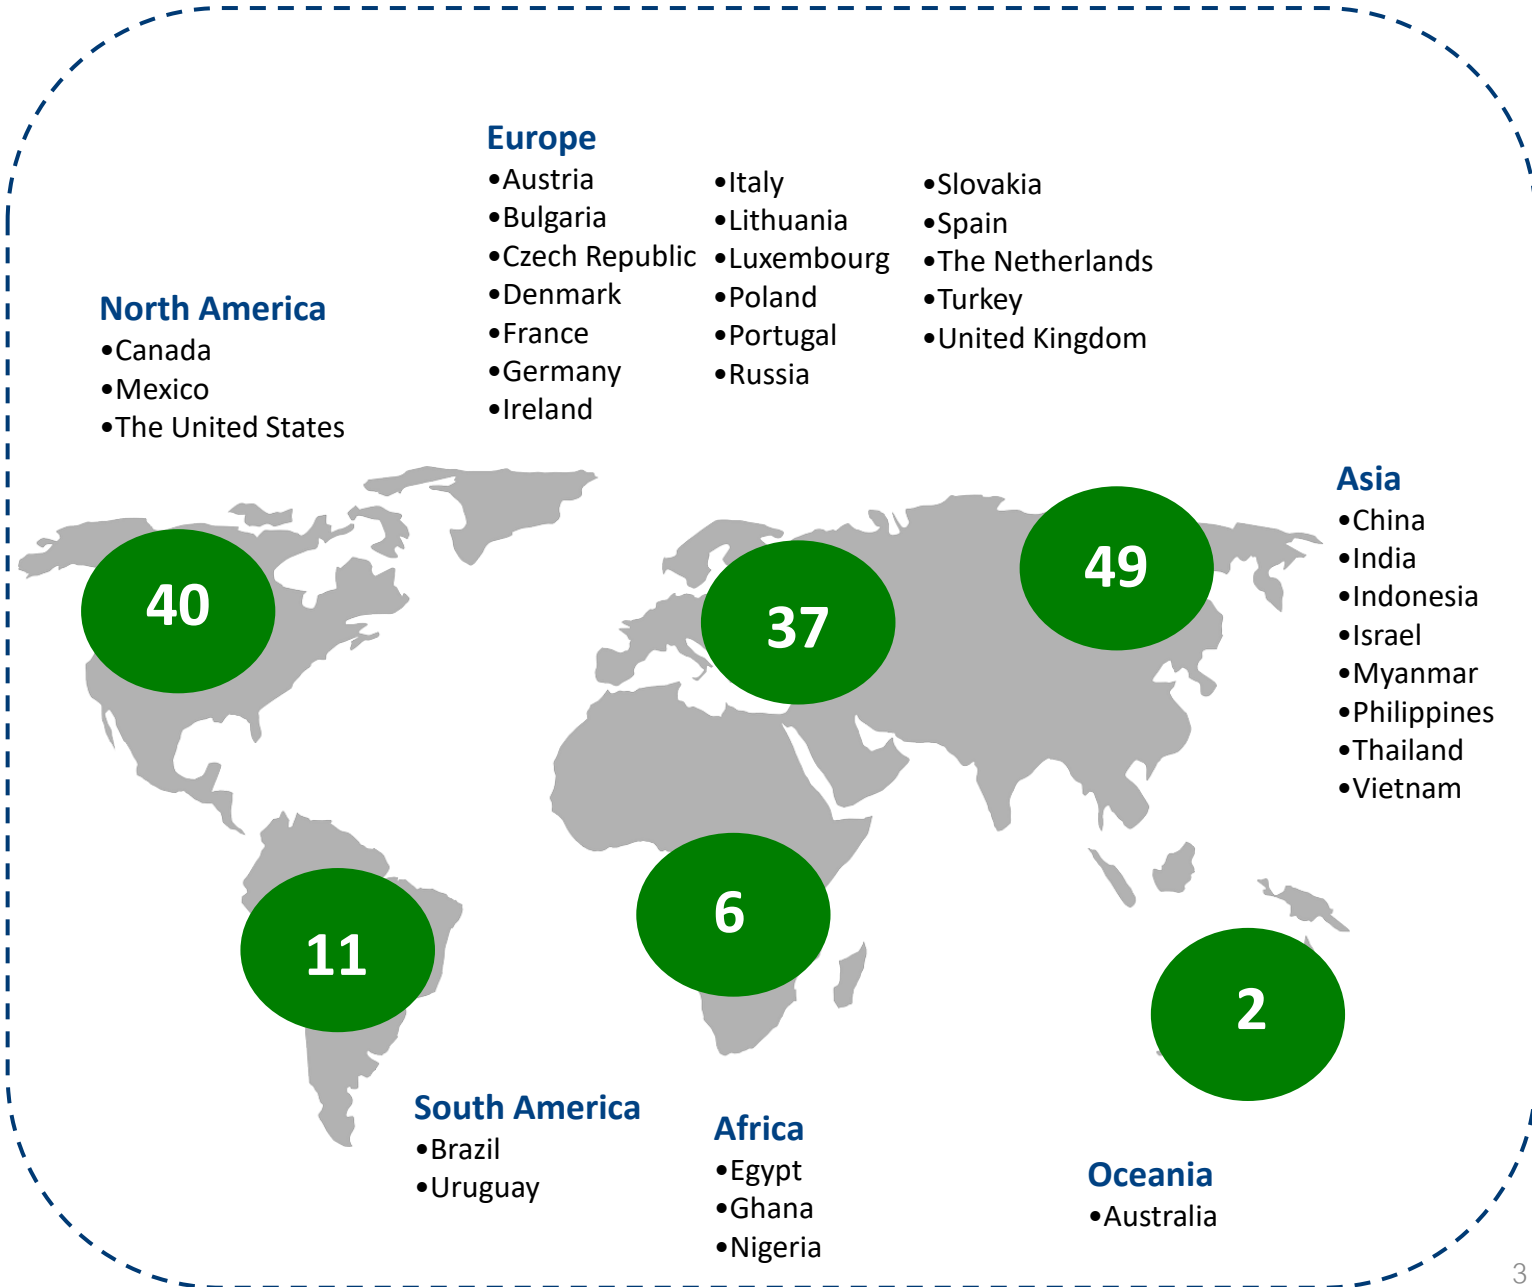 Europe
•Austria
•Bulgaria
•Czech Republic
•Denmark
•France
•Germany
•Ireland
•Italy
•Lithuania
•Luxembourg
•Poland
•Portugal
•Russia
•Slovakia
•Spain
•The Netherlands
•Turkey
•United Kingdom
North America
•Canada
•Mexico
•The United States
Asia
•China
•India
•Indonesia
•Israel
•Myanmar
•Philippines
•Thailand
•Vietnam
40
37
49
11
6
2
South America
•Brazil
•Uruguay
Africa
•Egypt
•Ghana
•Nigeria
Oceania
•Australia
3